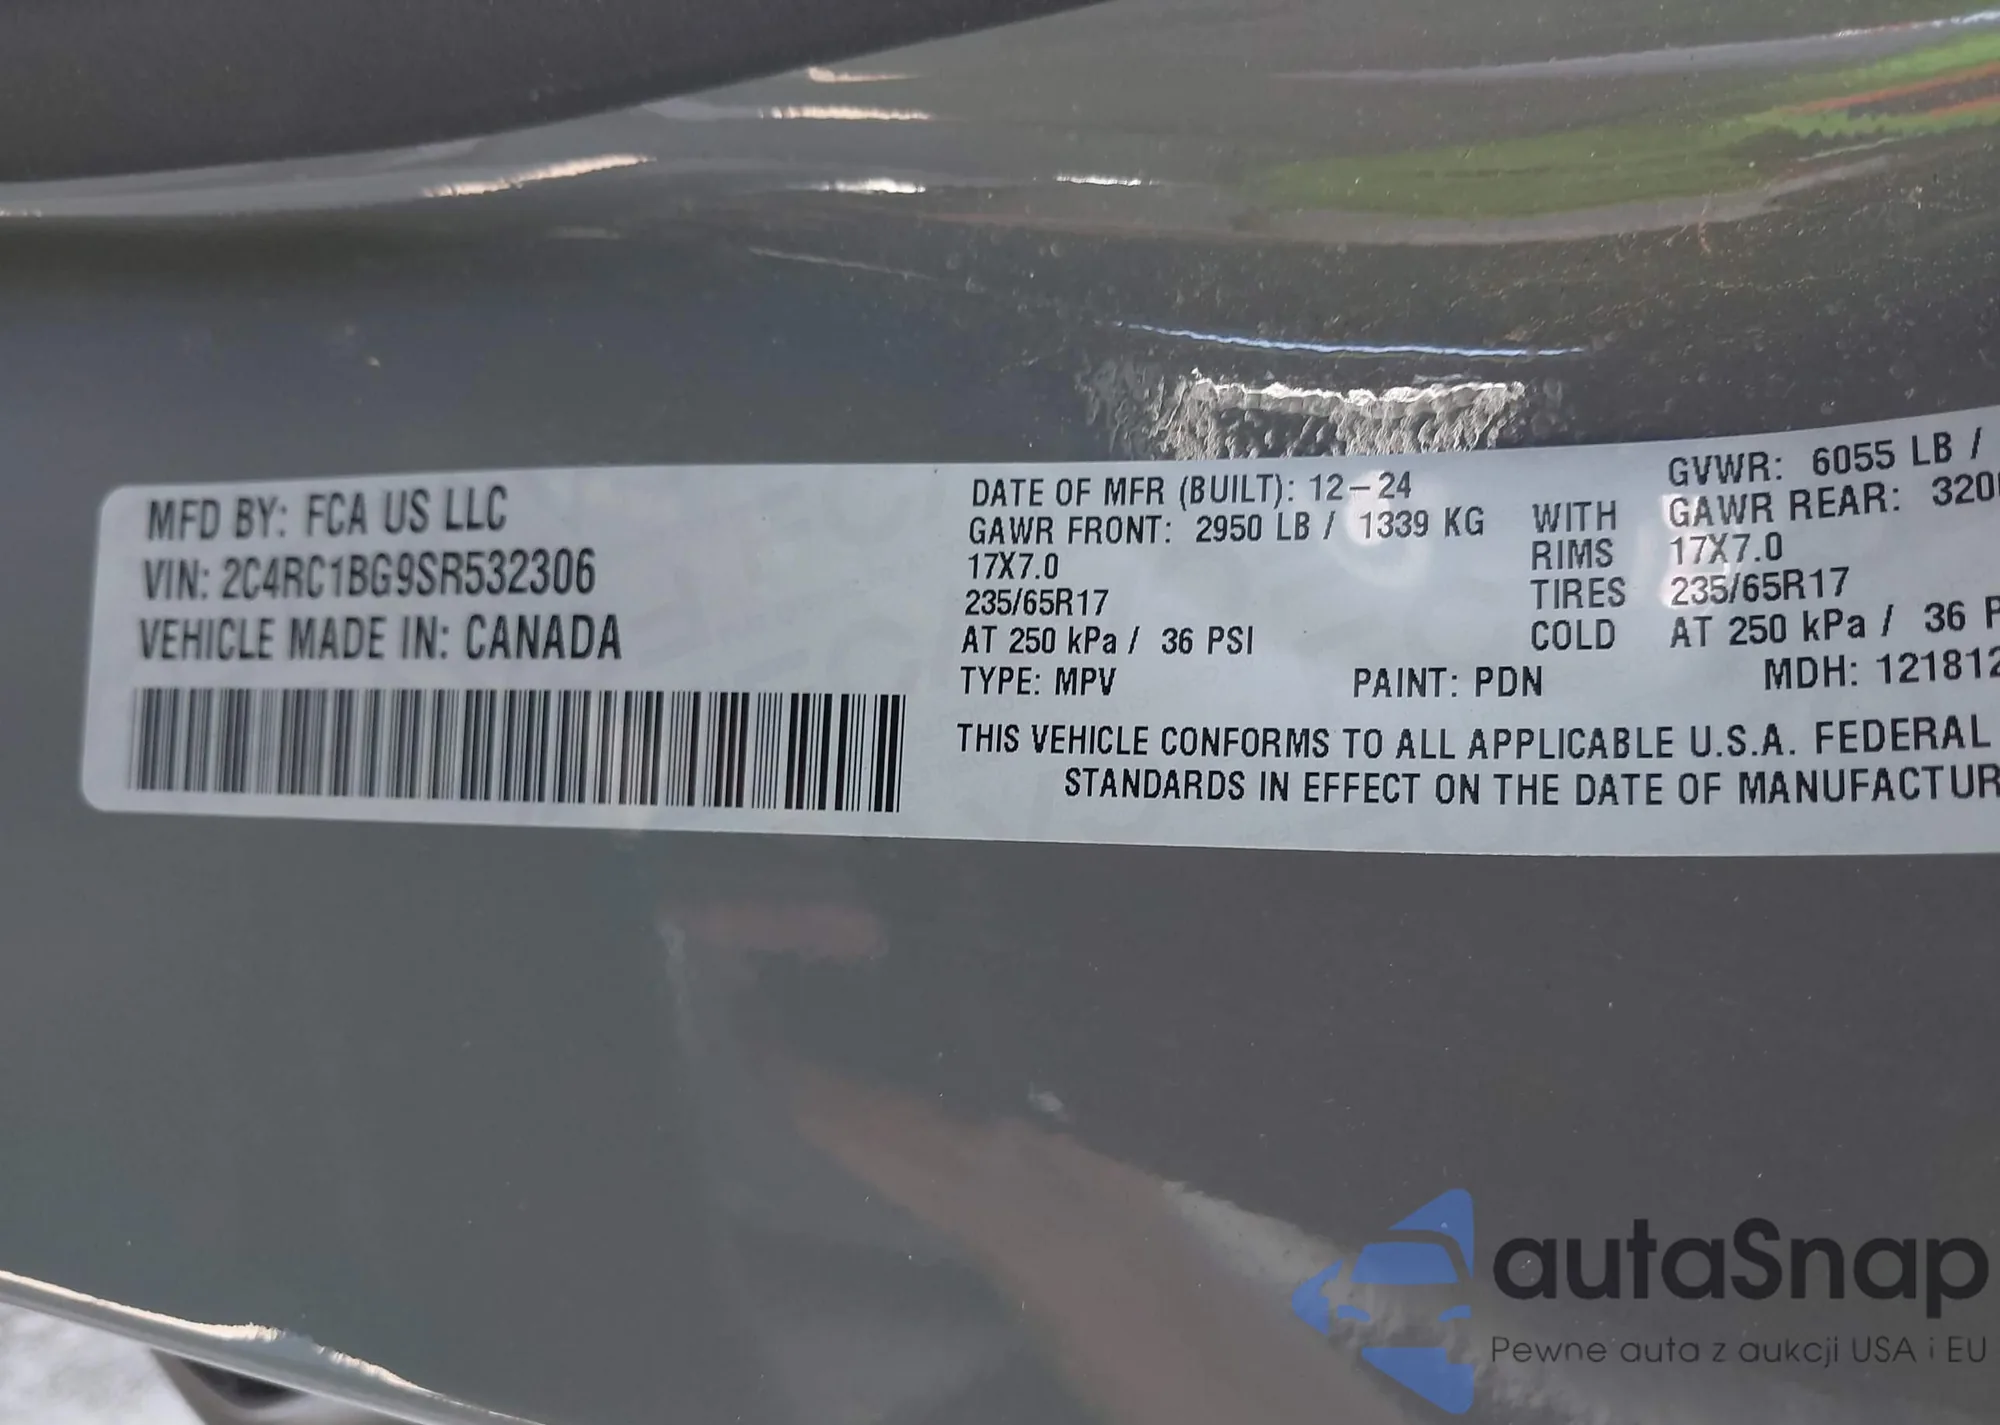 MFD BY: FCA US LLC
VIN: 2C4RC1BG9SR532306
VEHICLE MADE IN: CANADA
DATE OF MFR (BUILT): 12-24 GVWR: 6055 LB /
GAWR FRONT: 2950 LB / 1339 KG WITH GAWR REAR: 320
17X7.0 RIMS 17X7.0
235/65R17 TIRES 235/65R17
AT 250 kPa / 36 PSI COLD AT 250 kPa / 36 P
TYPE: MPV PAINT: PDN MDH: 121812
THIS VEHICLE CONFORMS TO ALL APPLICABLE U.S.A. FEDERAL
STANDARDS IN EFFECT ON THE DATE OF MANUFACTUR
autaSnap
Pewne auta z aukcji USA i EU